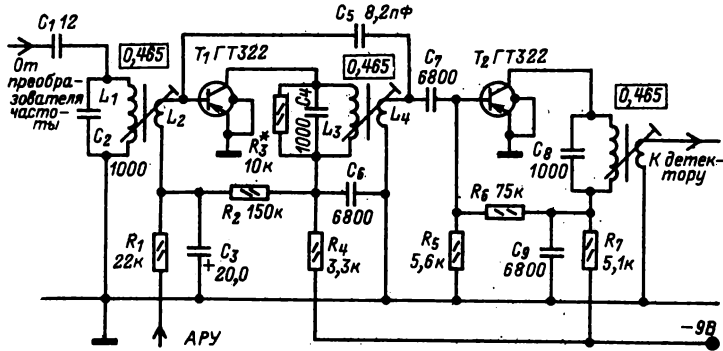 C5 8,2пФ
C1 12
От
преобра-
зователя
часто-
ты
0,465
T1 ГТ322
0,465
C7
6800
T2 ГТ322
0,465
L1
C2
1000
L2
R3*
10к
C4
1000
L3
L4
C6
6800
C8
1000
К детек-
тору
R1
22к
R2 150к
C3
+
20,0
R4
3,3к
R6 75к
R5
5,6к
C9
6800
R7
5,1к
АРУ
-9В